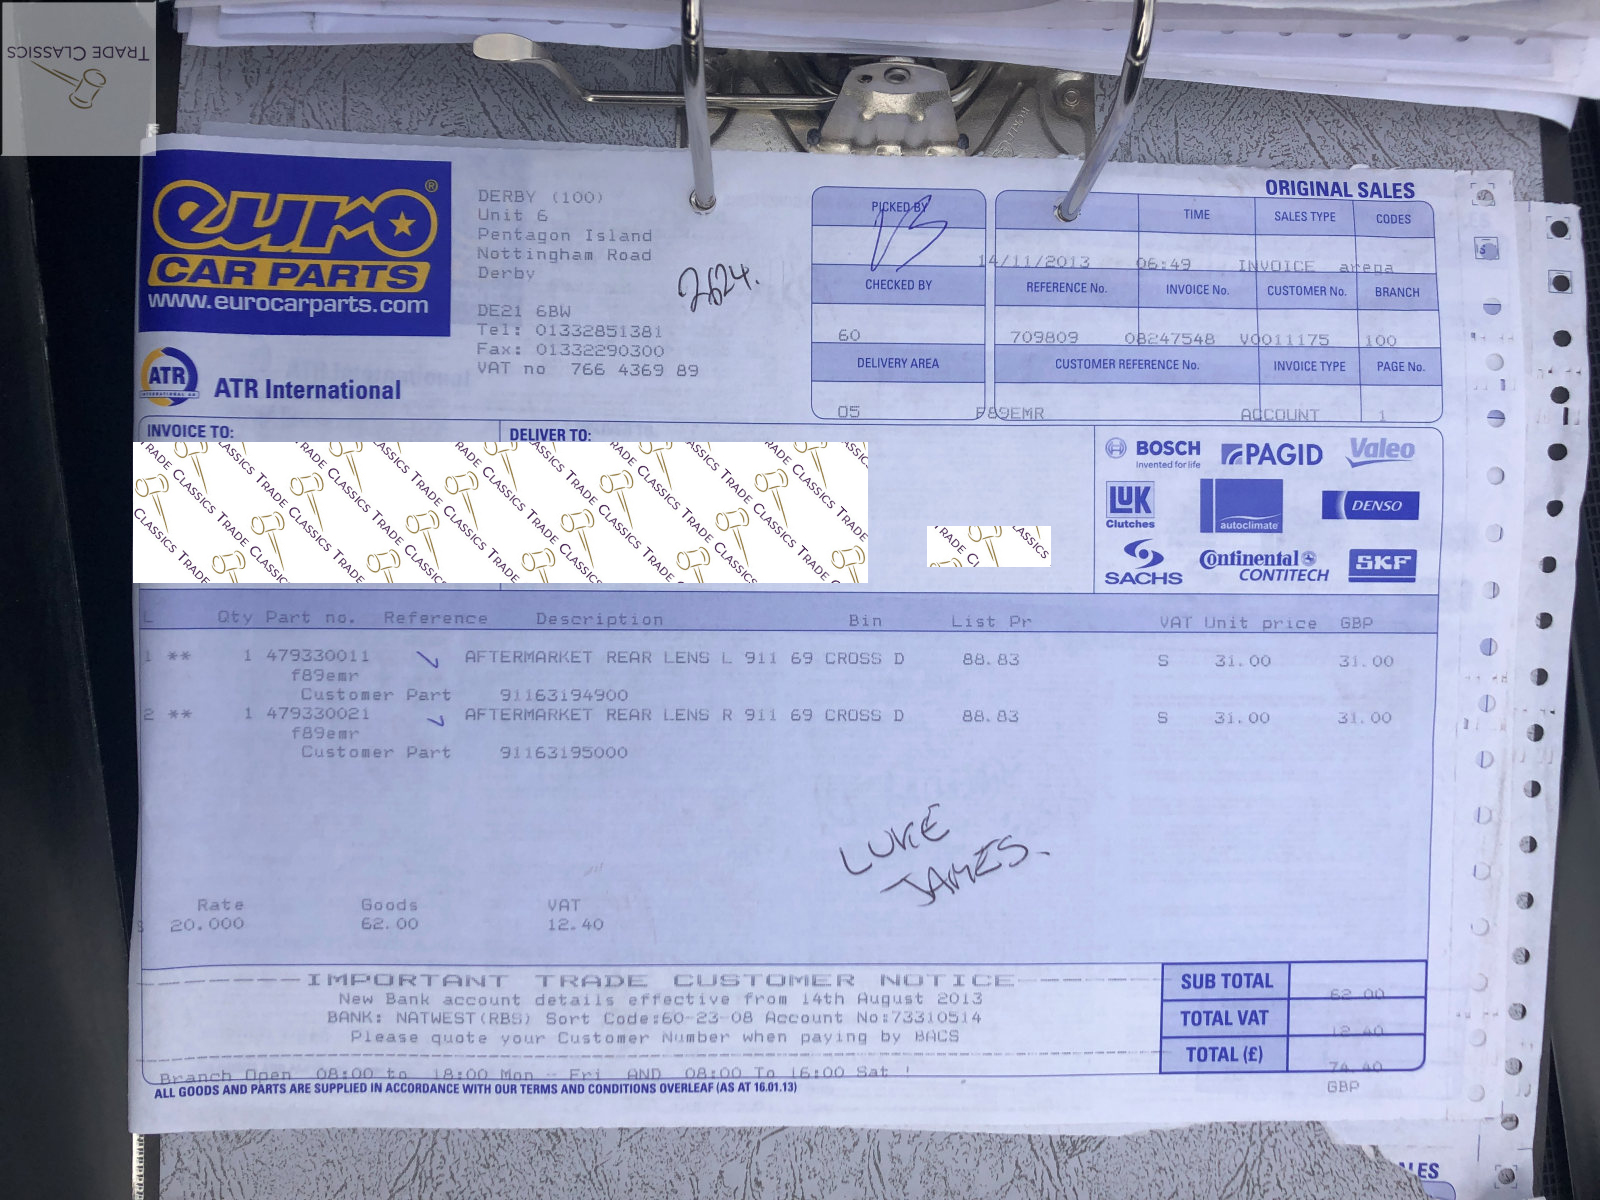 TRADE CLASSICS
euro®
CAR PARTS
www.eurocarparts.com
ATR
ATR International
DERBY (100)
Unit 6
Pentagon Island
Nottingham Road
Derby
DE21 6BW
Tel: 01332851381
Fax: 01332290300
VAT no 766 4369 89
2624.
ORIGINAL SALES
PICKED BY
TIME SALES TYPE CODES
14/11/2013 06:49 INVOICE arena
CHECKED BY REFERENCE No. INVOICE No. CUSTOMER No. BRANCH
60 709809 08247548 V0011175 100
DELIVERY AREA CUSTOMER REFERENCE No. INVOICE TYPE PAGE No.
05 F89EMR ACCOUNT 1
INVOICE TO: DELIVER TO:
TRADE CLASSICS TRADE CLASSICS TRADE CLASSICS
BOSCH
Invented for life
PAGID
Valeo
LUK
Clutches
autoclimate
DENSO
SACHS
Continental
CONTITECH
SKF
L Qty Part no. Reference Description Bin List Pr VAT Unit price GBP
1 ** 1 479330011 AFTERMARKET REAR LENS L 911 69 CROSS D 88.83 S 31.00 31.00
f89emr
Customer Part 91163194900
2 ** 1 479330021 AFTERMARKET REAR LENS R 911 69 CROSS D 88.83 S 31.00 31.00
f89emr
Customer Part 91163195000
LUKE
JAMES.
Rate Goods VAT
S 20.000 62.00 12.40
IMPORTANT TRADE CUSTOMER NOTICE
New Bank account details effective from 14th August 2013
BANK: NATWEST(RBS) Sort Code:60-23-08 Account No:73310514
Please quote your Customer Number when paying by BACS
Branch Open 08:00 to 18:00 Mon - Fri AND 08:00 To 16:00 Sat !
SUB TOTAL 62.00
TOTAL VAT 12.40
TOTAL (£) 74.40
GBP
ALL GOODS AND PARTS ARE SUPPLIED IN ACCORDANCE WITH OUR TERMS AND CONDITIONS OVERLEAF (AS AT 16.01.13)